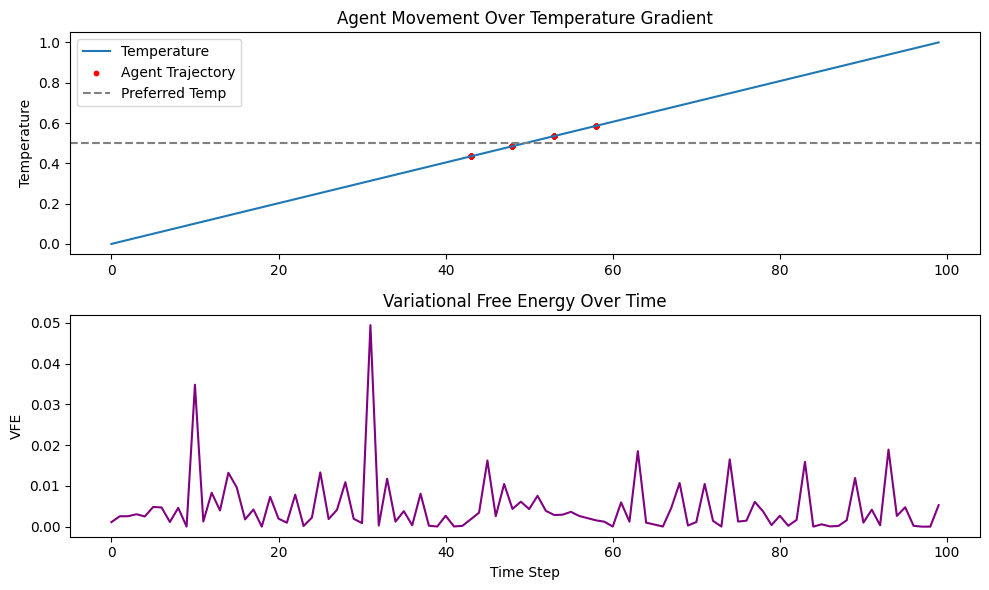 Agent Movement Over Temperature Gradient
Temperature
1.0
0.8
0.6
0.4
0.2
0.0
Temperature
Agent Trajectory
Preferred Temp
0 20 40 60 80 100
Variational Free Energy Over Time
VFE
0.05
0.04
0.03
0.02
0.01
0.00
0 20 40 60 80 100
Time Step